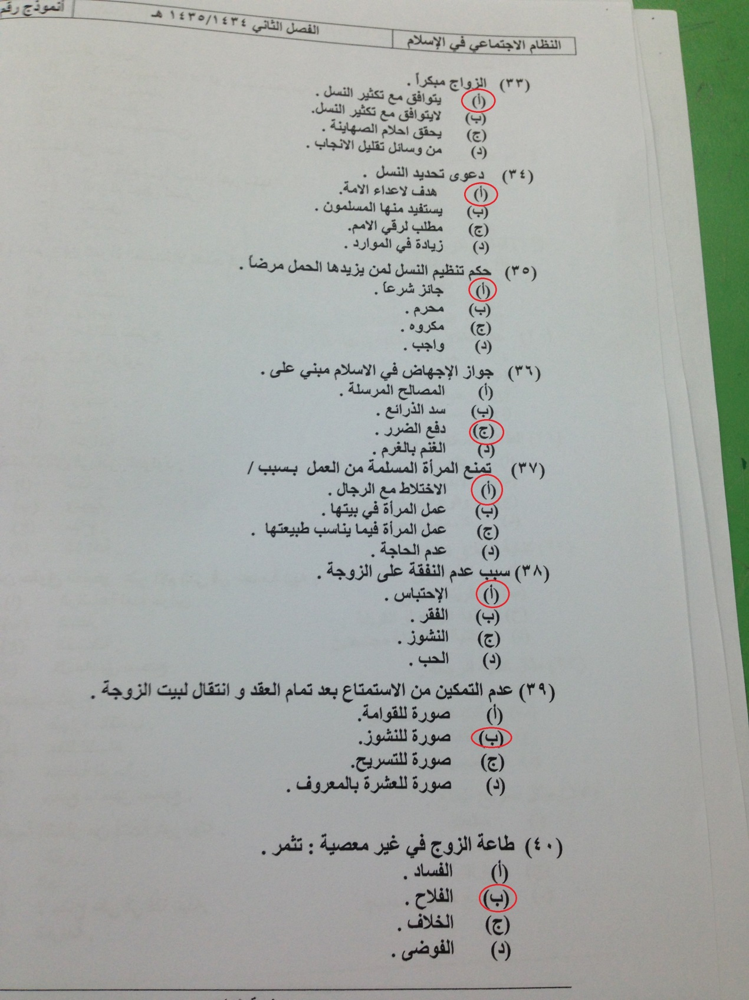 النظام الاجتماعي في الإسلام الفصل الثاني ١٤٣٥/١٤٣٤ هـ أنموذج رقم
(٣٣) الزواج مبكراً .
(أ) يتوافق مع تكثير النسل .
(ب) لايتوافق مع تكثير النسل.
(ج) يحقق احلام الصهاينة .
(د) من وسائل تقليل الانجاب .
(٣٤) دعوى تحديد النسل .
(أ) هدف لاعداء الامة.
(ب) يستفيد منها المسلمون .
(ج) مطلب لرقي الامم.
(د) زيادة في الموارد .
(٣٥) حكم تنظيم النسل لمن يزيدها الحمل مرضاً .
(أ) جائز شرعاً .
(ب) محرم .
(ج) مكروه .
(د) واجب .
(٣٦) جواز الإجهاض في الاسلام مبني على .
(أ) المصالح المرسلة .
(ب) سد الذرائع .
(ج) دفع الضرر .
(د) الغنم بالغرم .
(٣٧) تمنع المرأة المسلمة من العمل بسبب /
(أ) الاختلاط مع الرجال .
(ب) عمل المرأة في بيتها .
(ج) عمل المرأة فيما يناسب طبيعتها .
(د) عدم الحاجة .
(٣٨) سبب عدم النفقة على الزوجة .
(أ) الإحتباس .
(ب) الفقر .
(ج) النشوز .
(د) الحب .
(٣٩) عدم التمكين من الاستمتاع بعد تمام العقد و انتقال لبيت الزوجة .
(أ) صورة للقوامة.
(ب) صورة للنشوز.
(ج) صورة للتسريح.
(د) صورة للعشرة بالمعروف .
(٤٠) طاعة الزوج في غير معصية : تثمر .
(أ) الفساد .
(ب) الفلاح .
(ج) الخلاف .
(د) الفوضى .